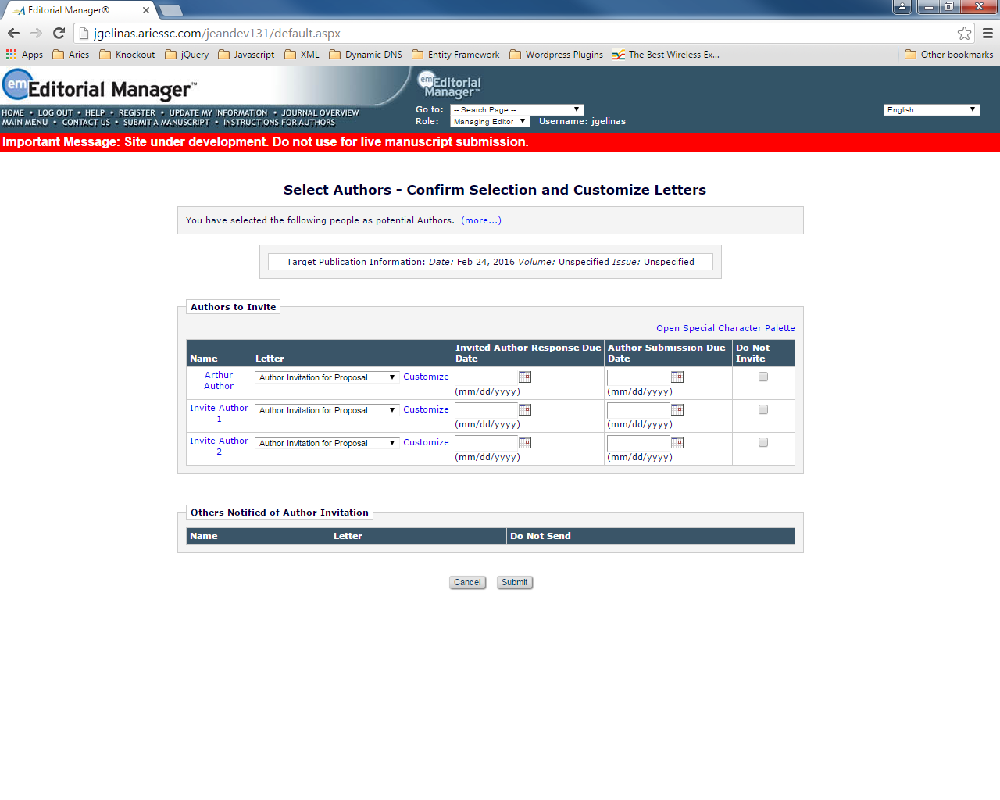 Editorial Manager®
jgelinas.ariessc.com/jeandev131/default.aspx
Apps Aries Knockout jQuery Javascript XML Dynamic DNS Entity Framework Wordpress Plugins The Best Wireless Ex... Other bookmarks
em Editorial Manager™
em Editorial Manager™
HOME • LOG OUT • HELP • REGISTER • UPDATE MY INFORMATION • JOURNAL OVERVIEW
MAIN MENU • CONTACT US • SUBMIT A MANUSCRIPT • INSTRUCTIONS FOR AUTHORS
Go to: -- Search Page -- English
Role: Managing Editor Username: jgelinas
Important Message: Site under development. Do not use for live manuscript submission.
Select Authors - Confirm Selection and Customize Letters
You have selected the following people as potential Authors. (more...)
Target Publication Information: Date: Feb 24, 2016 Volume: Unspecified Issue: Unspecified
Authors to Invite
Open Special Character Palette
Name Letter Invited Author Response Due Date Author Submission Due Date Do Not Invite
Arthur Author Author Invitation for Proposal Customize (mm/dd/yyyy) (mm/dd/yyyy)
Invite Author 1 Author Invitation for Proposal Customize (mm/dd/yyyy) (mm/dd/yyyy)
Invite Author 2 Author Invitation for Proposal Customize (mm/dd/yyyy) (mm/dd/yyyy)
Others Notified of Author Invitation
Name Letter Do Not Send
Cancel Submit